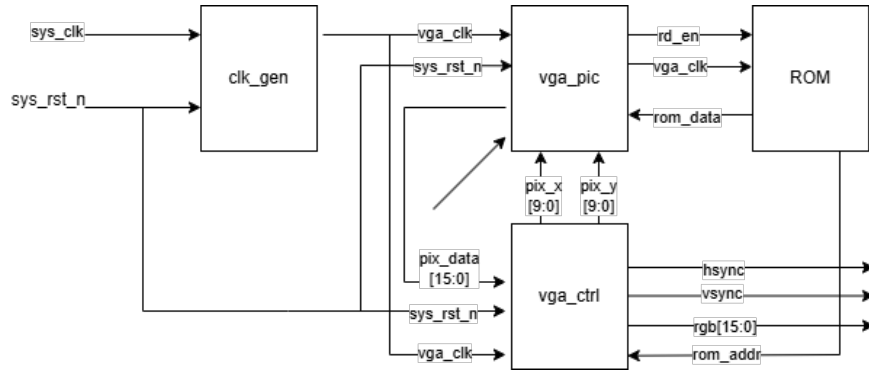 sys_clk
sys_rst_n
clk_gen
vga_clk
sys_rst_n
vga_pic
rd_en
vga_clk
rom_data
ROM
pix_x
[9:0]
pix_y
[9:0]
pix_data
[15:0]
sys_rst_n
vga_clk
vga_ctrl
hsync
vsync
rgb[15:0]
rom_addr